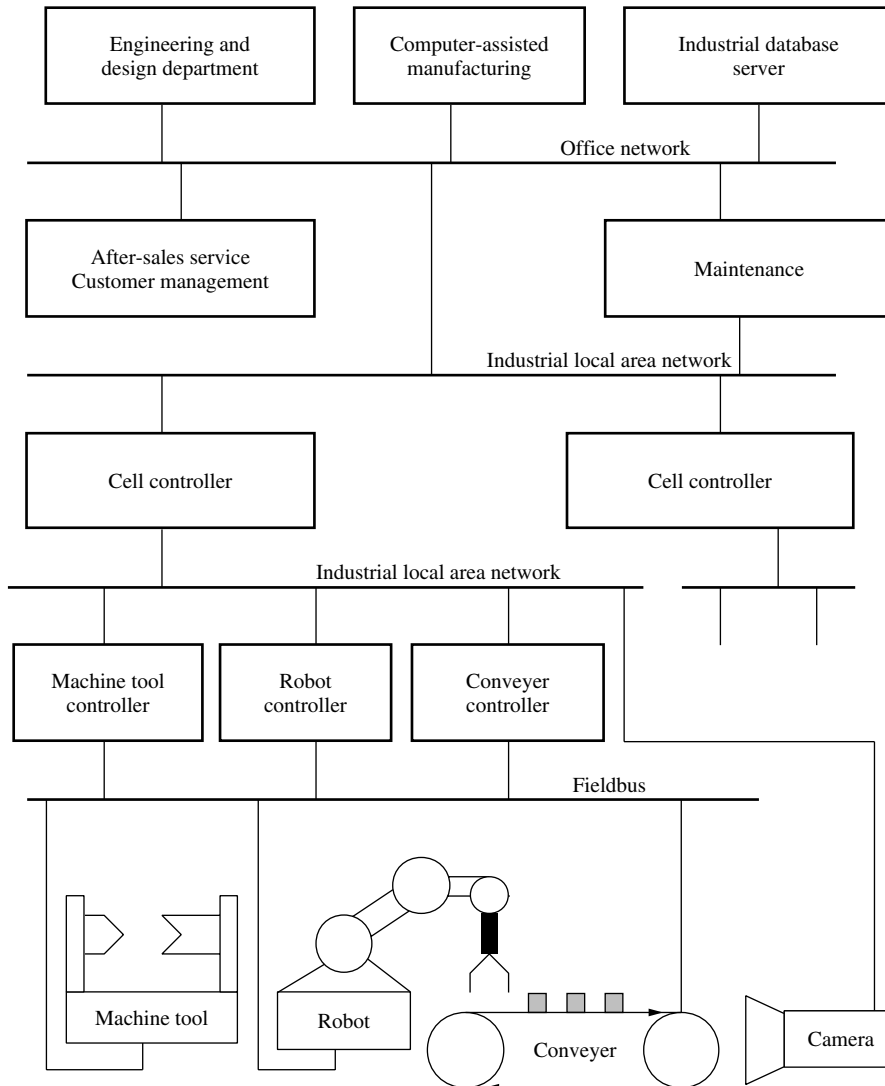 Engineering and
design department
Computer-assisted
manufacturing
Industrial database
server
Office network
After-sales service
Customer management
Maintenance
Industrial local area network
Cell controller
Cell controller
Industrial local area network
Machine tool
controller
Robot
controller
Conveyer
controller
Fieldbus
Machine tool
Robot
Conveyer
Camera